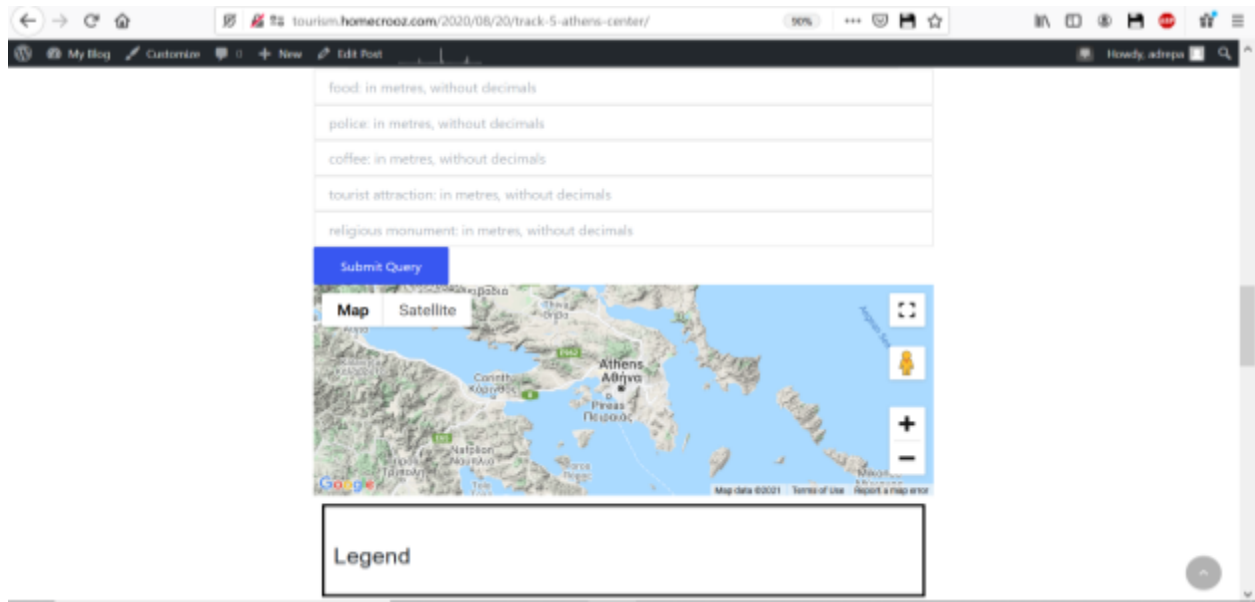 tourism.homecrooz.com/2020/08/20/track-5-athens-center/
90%
My Blog Customize 0 New Edit Post
Howdy, adrepa
food: in metres, without decimals
police: in metres, without decimals
coffee: in metres, without decimals
tourist attraction: in metres, without decimals
religious monument: in metres, without decimals
Submit Query
Map Satellite
Aegean Sea
Athens
Αθήνα
Corinth
Κόρινθος
Pireas
Πειραιάς
Nafplion
Ναύπλιο
Google
Map data ©2021 Terms of Use Report a map error
Legend